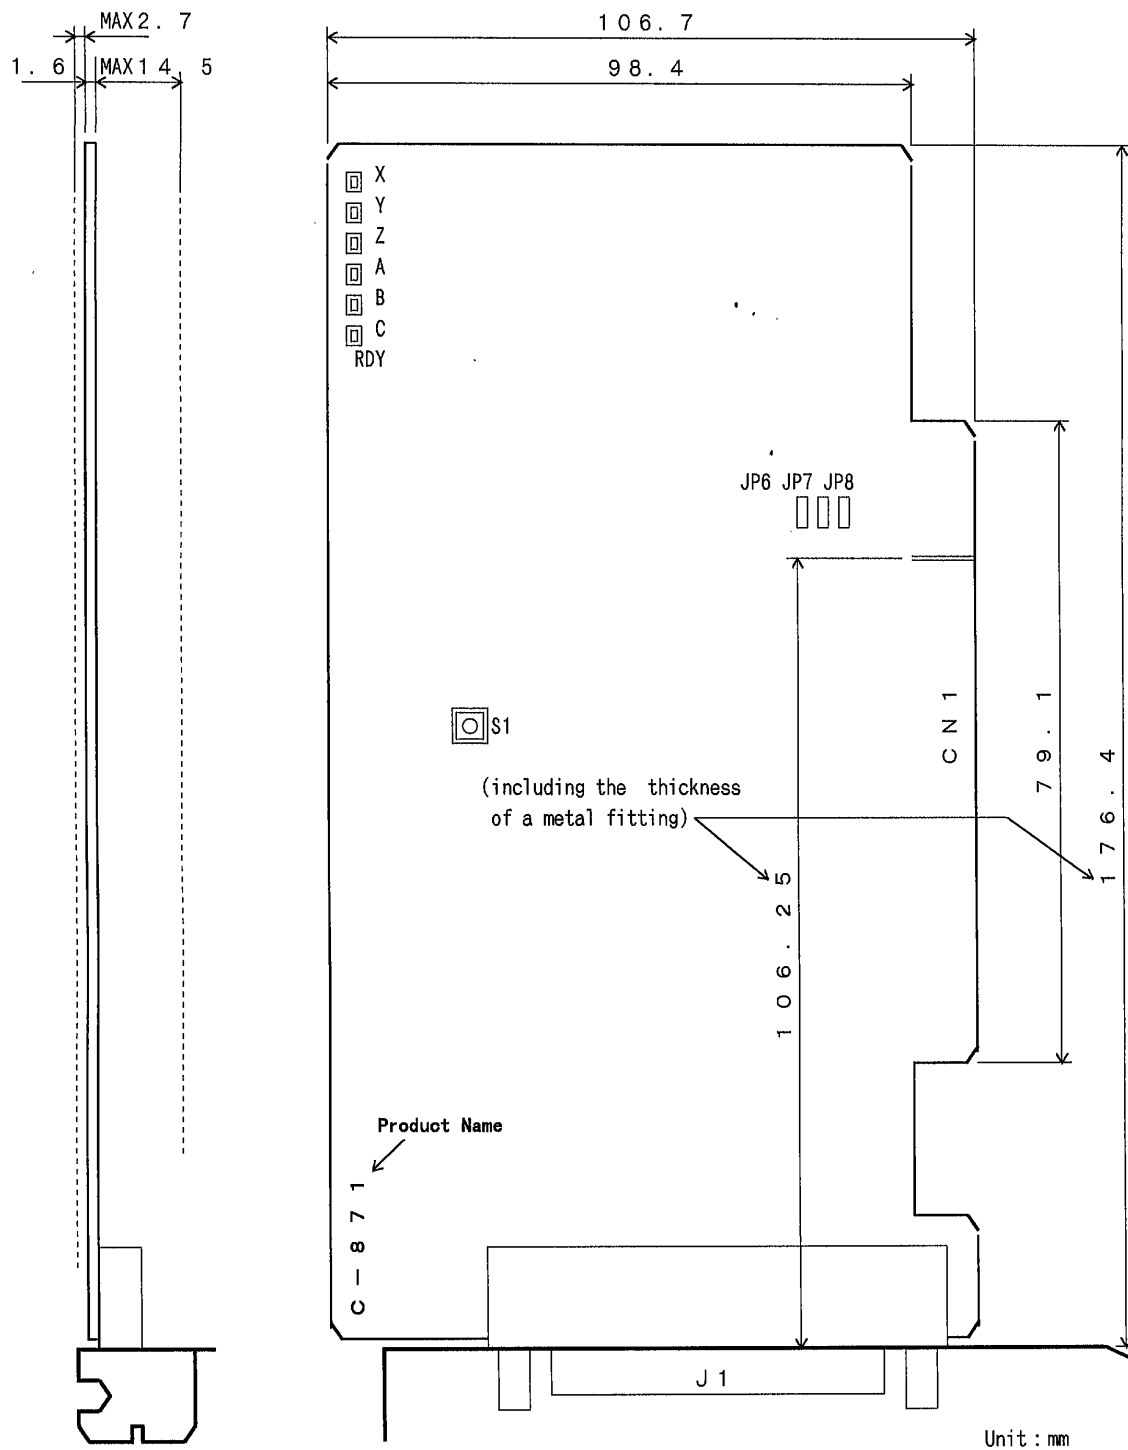 MAX2.7
1.6
MAX14.5
106.7
98.4
X
Y
Z
A
B
C
RDY
JP6 JP7 JP8
S1
(including the thickness
of a metal fitting)
CN1
79.1
176.4
106.25
Product Name
C-871
J1
Unit : mm